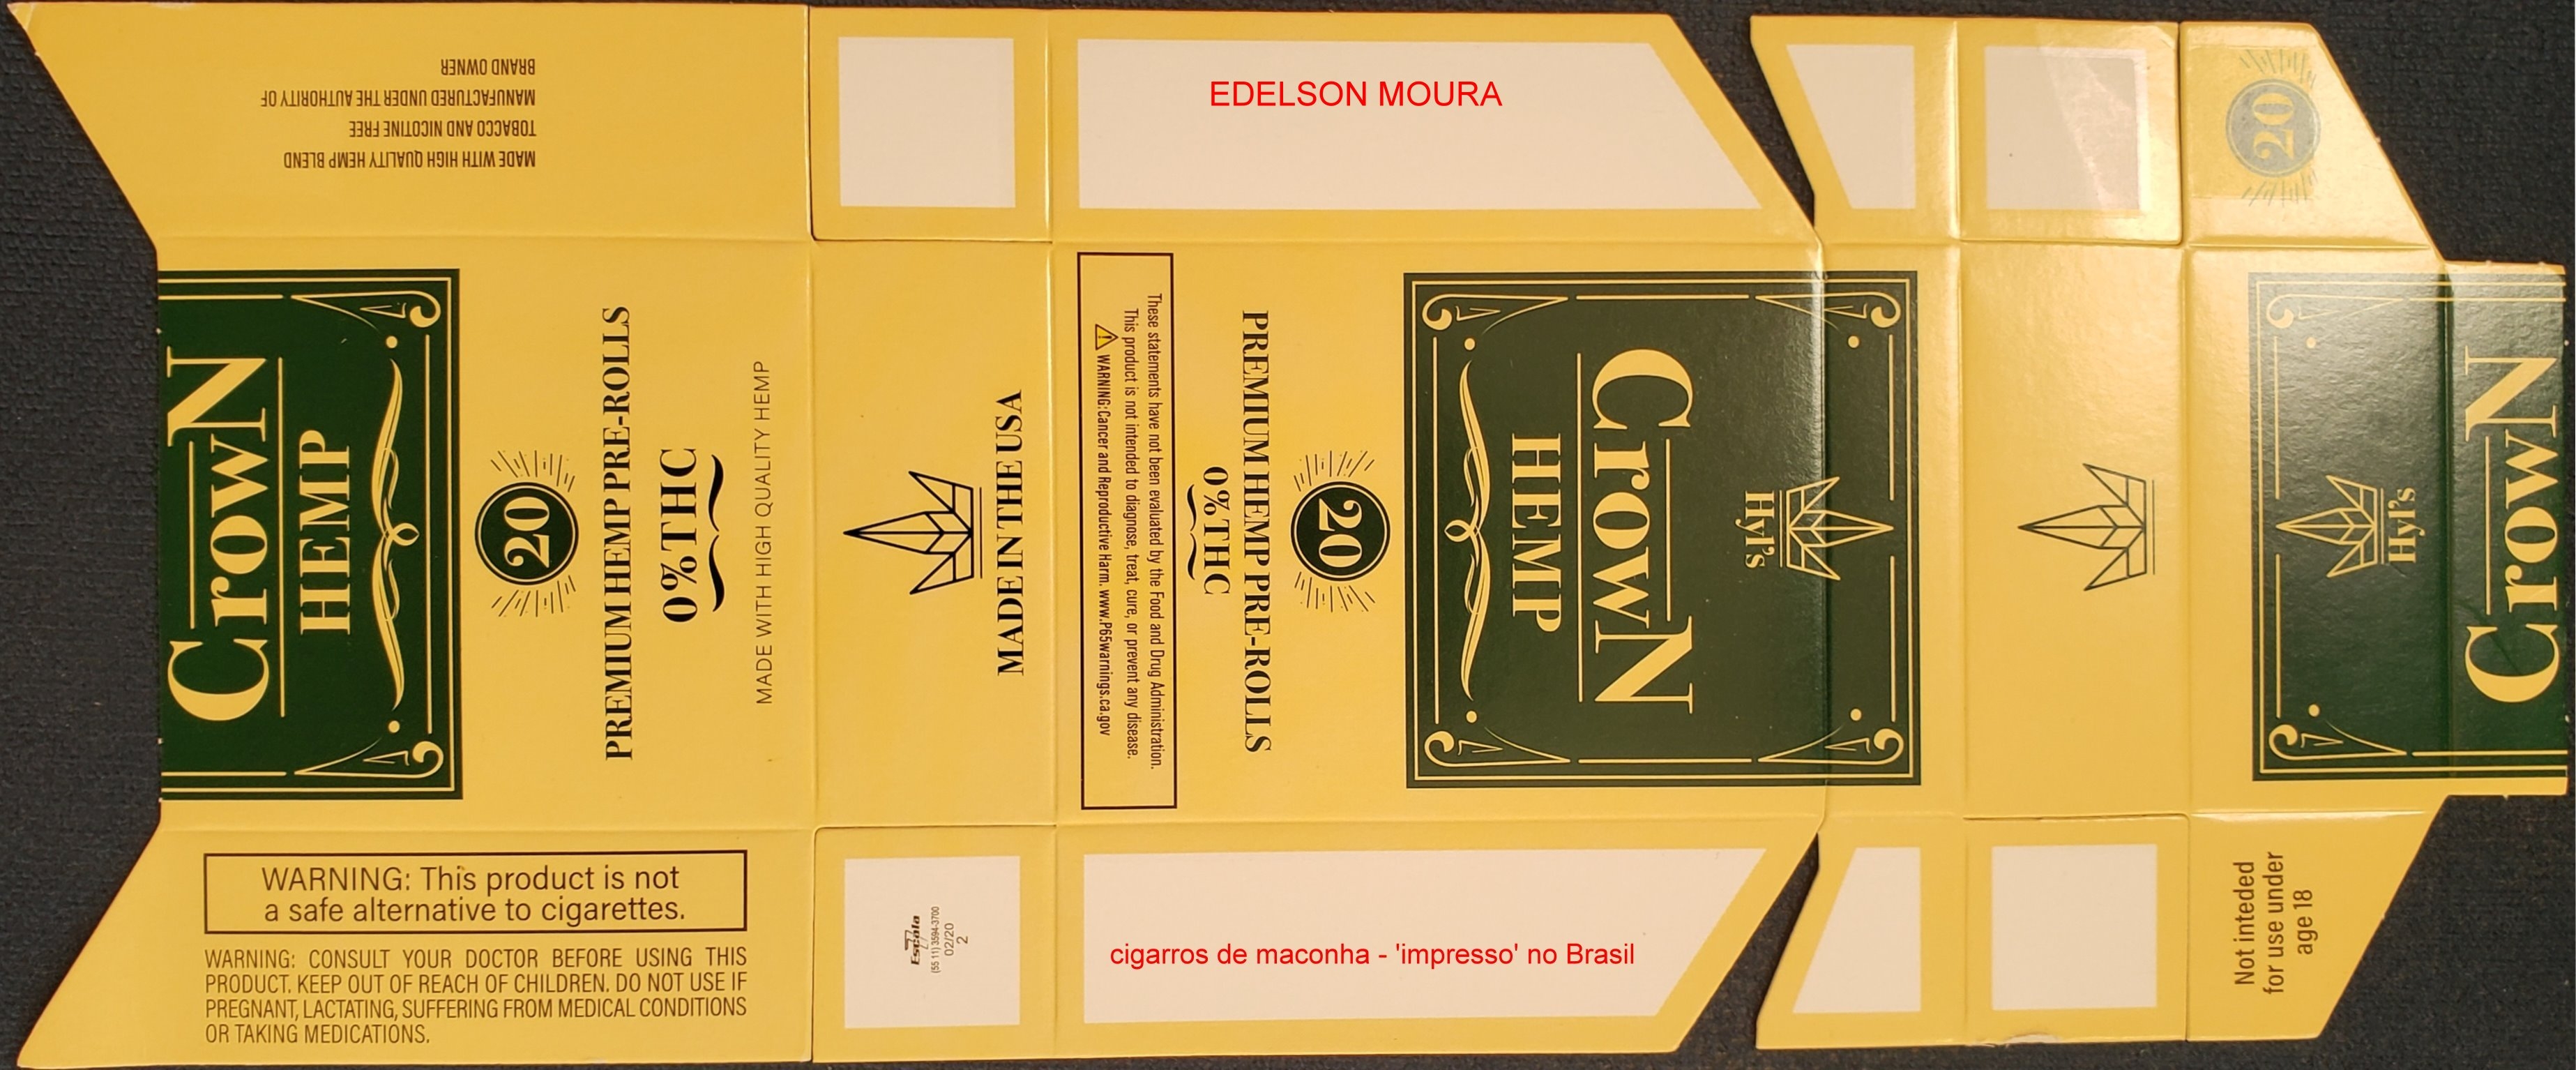 BRAND OWNER
MANUFACTURED UNDER THE AUTHORITY OF
TOBACCO AND NICOTINE FREE
MADE WITH HIGH QUALITY HEMP BLEND
CrowN
HEMP
20
PREMIUM HEMP PRE-ROLLS
0% THC
MADE WITH HIGH QUALITY HEMP
WARNING: This product is not
a safe alternative to cigarettes.
WARNING: CONSULT YOUR DOCTOR BEFORE USING THIS
PRODUCT. KEEP OUT OF REACH OF CHILDREN. DO NOT USE IF
PREGNANT, LACTATING, SUFFERING FROM MEDICAL CONDITIONS
OR TAKING MEDICATIONS.
MADE IN THE USA
Escala
(55 11) 3594-3700
02/20
2
EDELSON MOURA
Hyl's
CrowN
HEMP
20
PREMIUM HEMP PRE-ROLLS
0% THC
These statements have not been evaluated by the Food and Drug Administration.
This product is not intended to diagnose, treat, cure, or prevent any disease.
WARNING: Cancer and Reproductive Harm. www.P65warnings.ca.gov
cigarros de maconha - 'impresso' no Brasil
20
Hyl's
CrowN
Not inteded
for use under
age 18